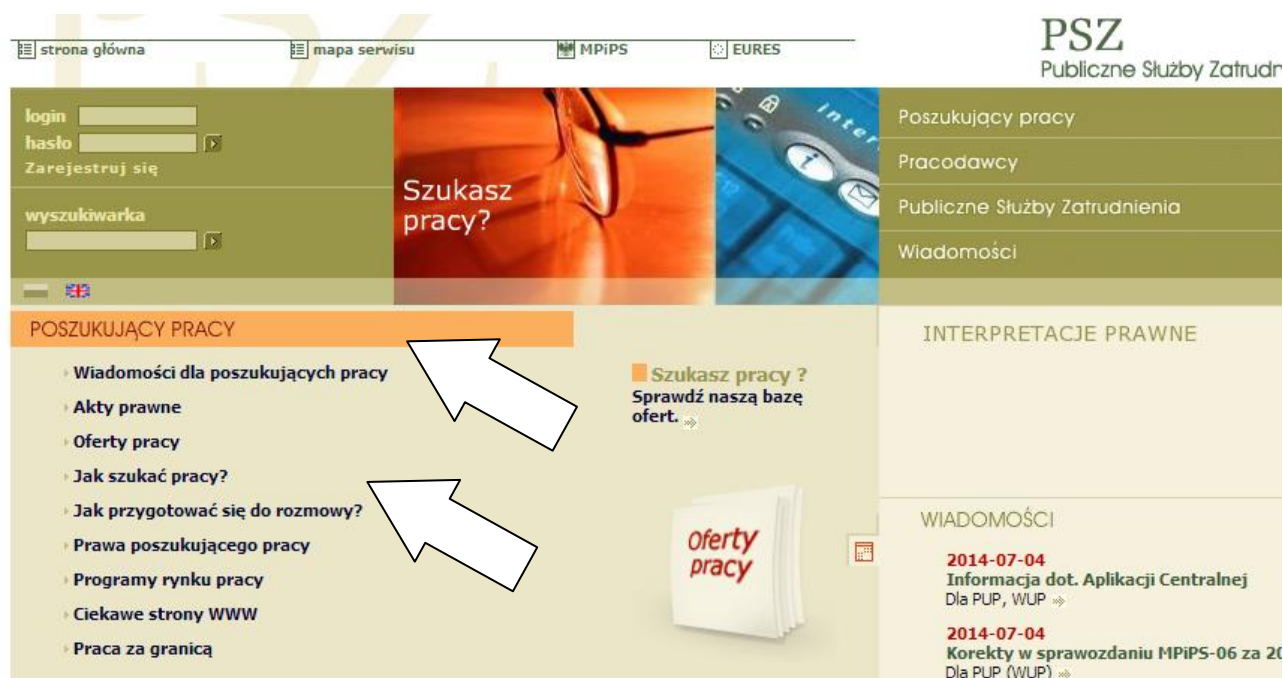 strona główna
mapa serwisu
MPiPS
EURES
PSZ
Publiczne Służby
login
hasło
Zarejestruj się
wyszukiwarka
Szukasz
pracy?
Poszukujący pracy
Pracodawcy
Publiczne Służby Zatrudnienia
Wiadomości
POSZUKUJĄCY PRACY
Wiadomości dla poszukujących pracy
Akty prawne
Oferty pracy
Jak szukać pracy?
Jak przygotować się do rozmowy?
Prawa poszukującego pracy
Programy rynku pracy
Ciekawe strony WWW
Praca za granicą
Szukasz pracy ?
Sprawdź naszą bazę
ofert.
Oferty
pracy
INTERPRETACJE PRAWNE
WIADOMOŚCI
2014-07-04
Informacja dot. Aplikacji Centralnej
Dla PUP, WUP
2014-07-04
Korekty w sprawozdaniu MPiPS-06 za
Dla PUP (WUP)